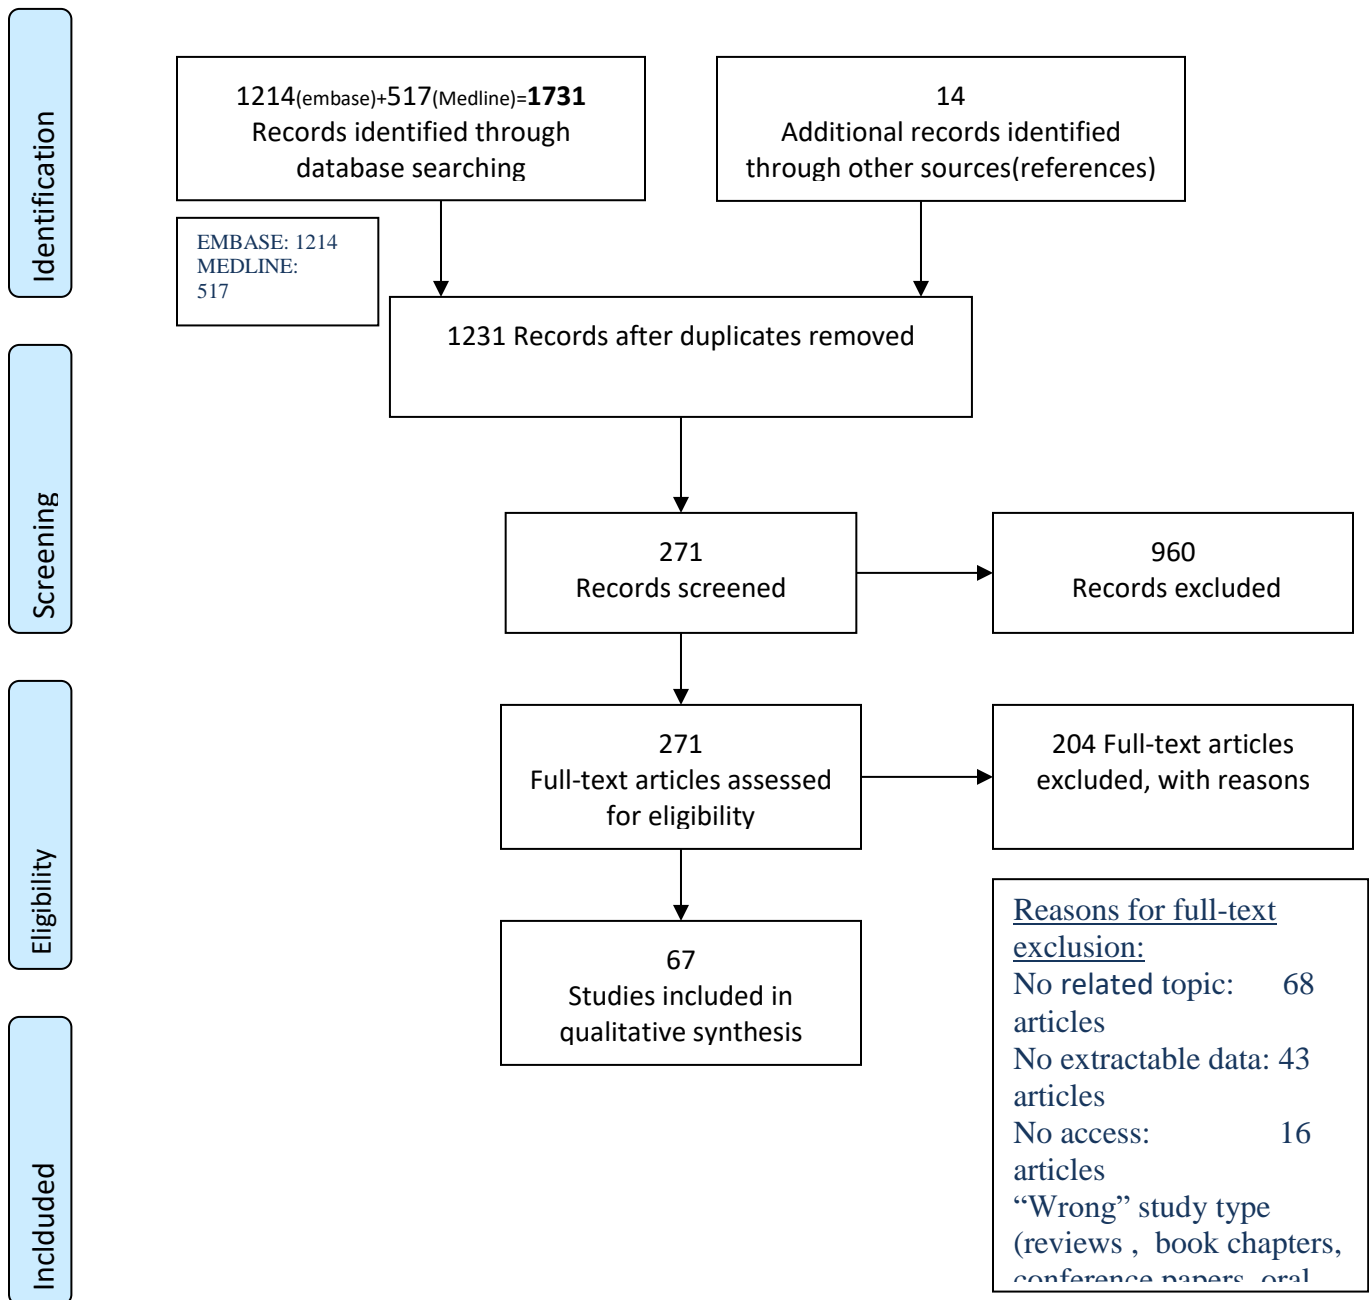 Identification
1214(embase)+517(Medline)=1731
Records identified through
database searching
14
Additional records identified
through other sources(references)
EMBASE: 1214
MEDLINE:
517
1231 Records after duplicates removed
Screening
271
Records screened
960
Records excluded
Eligibility
271
Full-text articles assessed
for eligibility
204 Full-text articles
excluded, with reasons
Reasons for full-text
exclusion:
No related topic: 68
articles
No extractable data: 43
articles
No access: 16
articles
“Wrong” study type
(reviews , book chapters,
conference papers, oral
Included
67
Studies included in
qualitative synthesis